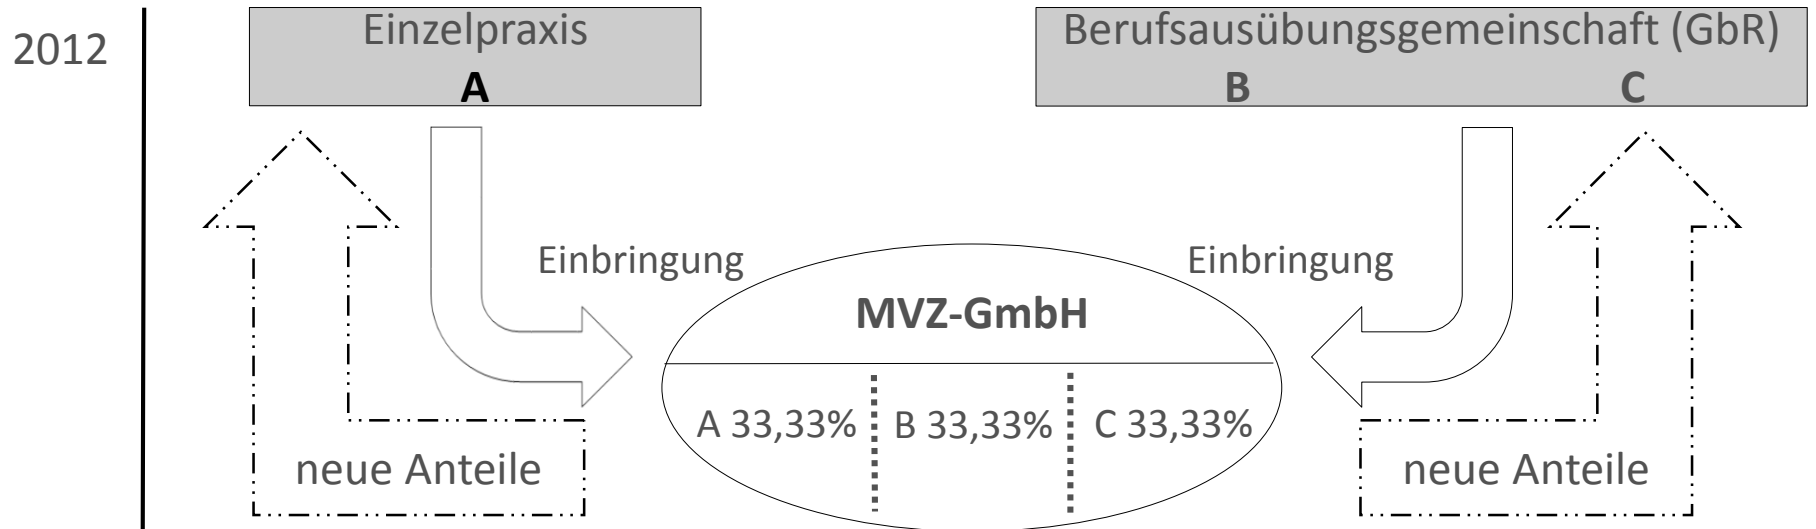 2012
Einzelpraxis
A
Berufsausübungsgemeinschaft (GbR)
B C
Einbringung
Einbringung
MVZ-GmbH
A 33,33% B 33,33% C 33,33%
neue Anteile
neue Anteile